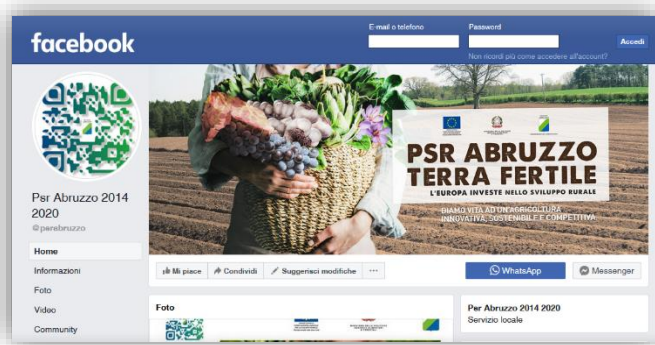 facebook
E-mail o telefono
Password
Accedi
Non ricordi più come accedere all'account?
PSR ABRUZZO
TERRA FERTILE
L'EUROPA INVESTE NELLO SVILUPPO RURALE
DIAMO VITA AD UN'AGRICOLTURA
INNOVATIVA, SOSTENIBILE E COMPETITIVA
Psr Abruzzo 2014
2020
@psrabruzzo
Home
Informazioni
Foto
Video
Community
Mi piace
Condividi
Suggerisci modifiche
WhatsApp
Messenger
Foto
Psr Abruzzo 2014 2020
Servizio locale